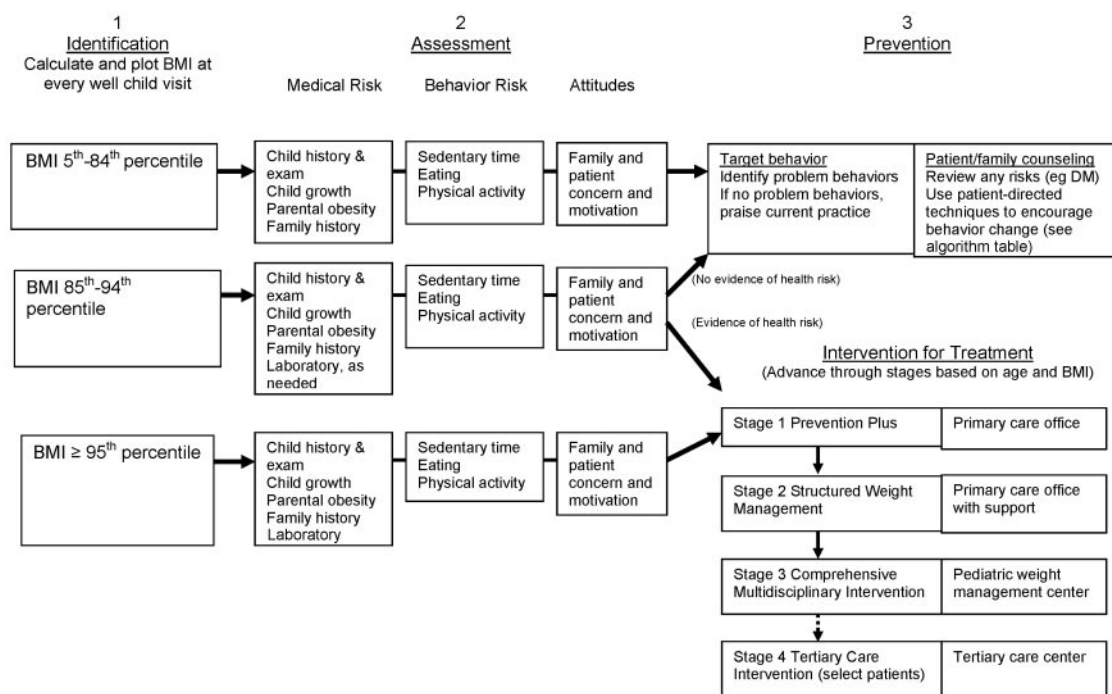 1
Identification
Calculate and plot BMI at
every well child visit
2
Assessment
Medical Risk
Behavior Risk
Attitudes
3
Prevention
BMI 5th-84th percentile
Child history &
exam
Child growth
Parental obesity
Family history
Sedentary time
Eating
Physical activity
Family and
patient
concern and
motivation
Target behavior
Identify problem behaviors
If no problem behaviors,
praise current practice
Patient/family counseling
Review any risks (eg DM)
Use patient-directed
techniques to encourage
behavior change (see
algorithm table)
BMI 85th-94th
percentile
Child history &
exam
Child growth
Parental obesity
Family history
Laboratory, as
needed
Sedentary time
Eating
Physical activity
Family and
patient
concern and
motivation
(No evidence of health risk)
(Evidence of health risk)
Intervention for Treatment
(Advance through stages based on age and BMI)
BMI ≥ 95th percentile
Child history &
exam
Child growth
Parental obesity
Family history
Laboratory
Sedentary time
Eating
Physical activity
Family and
patient
concern and
motivation
Stage 1 Prevention Plus
Primary care office
Stage 2 Structured Weight
Management
Primary care office
with support
Stage 3 Comprehensive
Multidisciplinary Intervention
Pediatric weight
management center
Stage 4 Tertiary Care
Intervention (select patients)
Tertiary care center